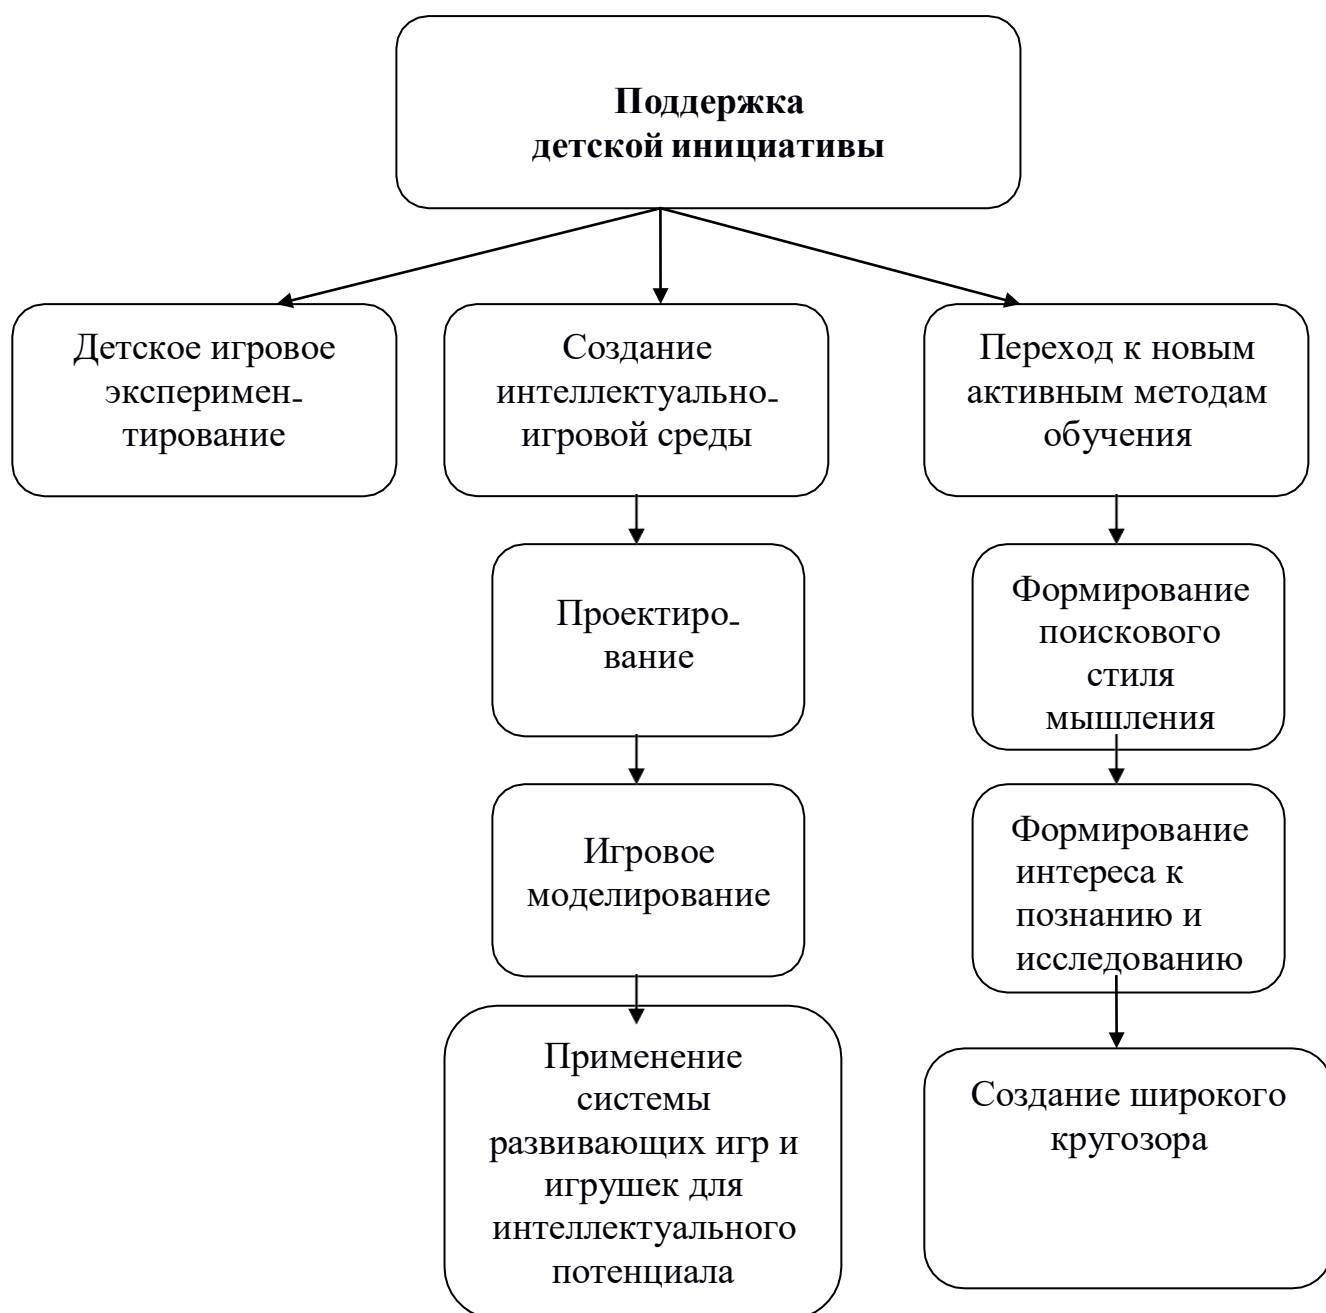 Поддержка
детской инициативы
Детское игровое
эксперимен-
тирование
Создание
интеллектуально-
игровой среды
Переход к новым
активным методам
обучения
Проектиро-
вание
Формирование
поискового
стиля
мышления
Игровое
моделирование
Формирование
интереса к
познанию и
исследованию
Применение
системы
развивающих игр и
игрушек для
интеллектуального
потенциала
Создание широкого
кругозора